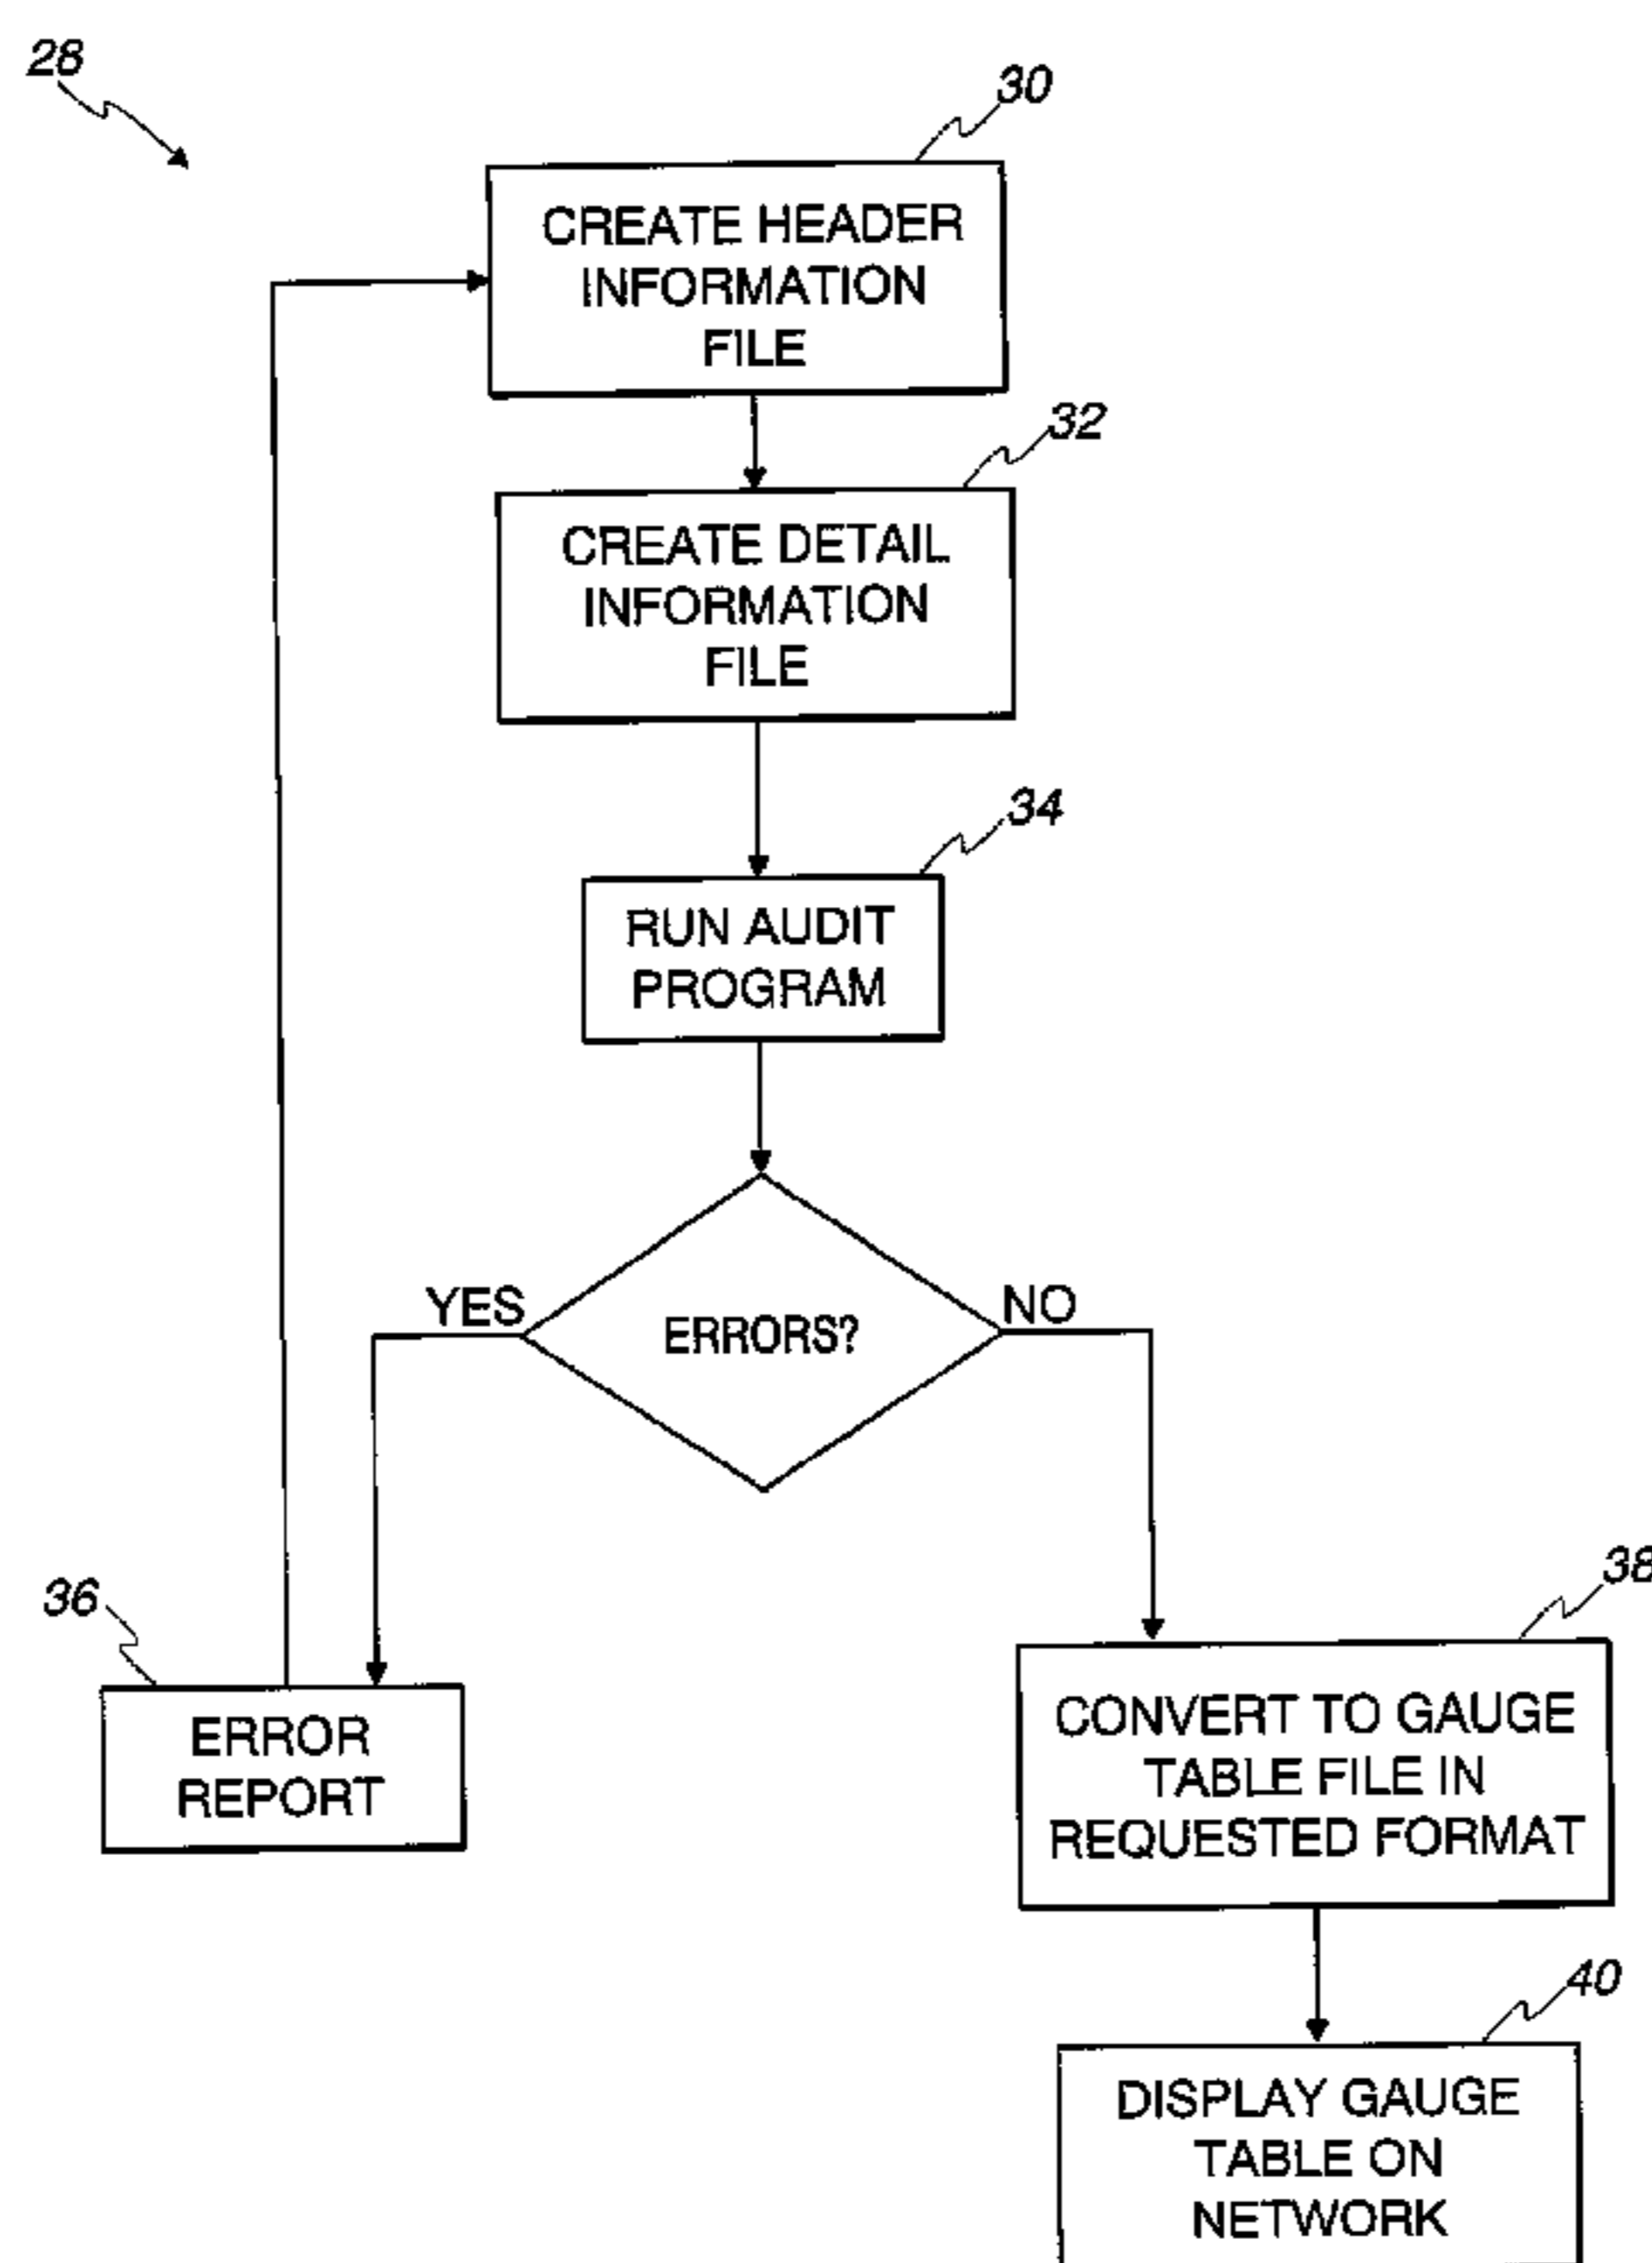 28
30
CREATE HEADER
INFORMATION
FILE
32
CREATE DETAIL
INFORMATION
FILE
34
RUN AUDIT
PROGRAM
YES
ERRORS?
NO
36
ERROR
REPORT
38
CONVERT TO GAUGE
TABLE FILE IN
REQUESTED FORMAT
40
DISPLAY GAUGE
TABLE ON
NETWORK